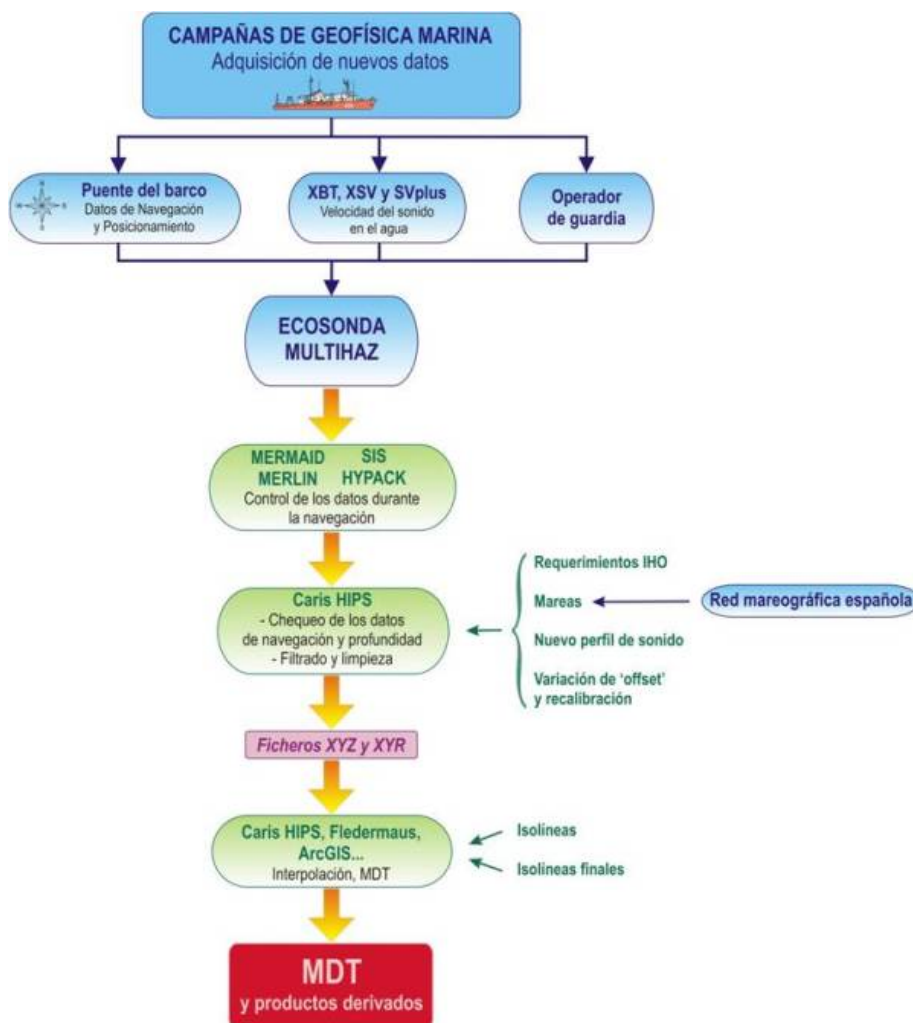 CAMPAÑAS DE GEOFÍSICA MARINA
Adquisición de nuevos datos
Puente del barco
Datos de Navegación
y Posicionamiento
XBT, XSV y SVplus
Velocidad del sonido
en el agua
Operador
de guardia
ECOSONDA
MULTIHAZ
MERMAID SIS
MERLIN HYPACK
Control de los datos durante
la navegación
Caris HIPS
- Chequeo de los datos
de navegación y profundidad
- Filtrado y limpieza
Requerimientos IHO
Mareas
Red mareográfica española
Nuevo perfil de sonido
Variación de ‘offset’
y recalibración
Ficheros XYZ y XYR
Caris HIPS, Fledermaus,
ArcGIS...
Interpolación, MDT
Isolíneas
Isolíneas finales
MDT
y productos derivados